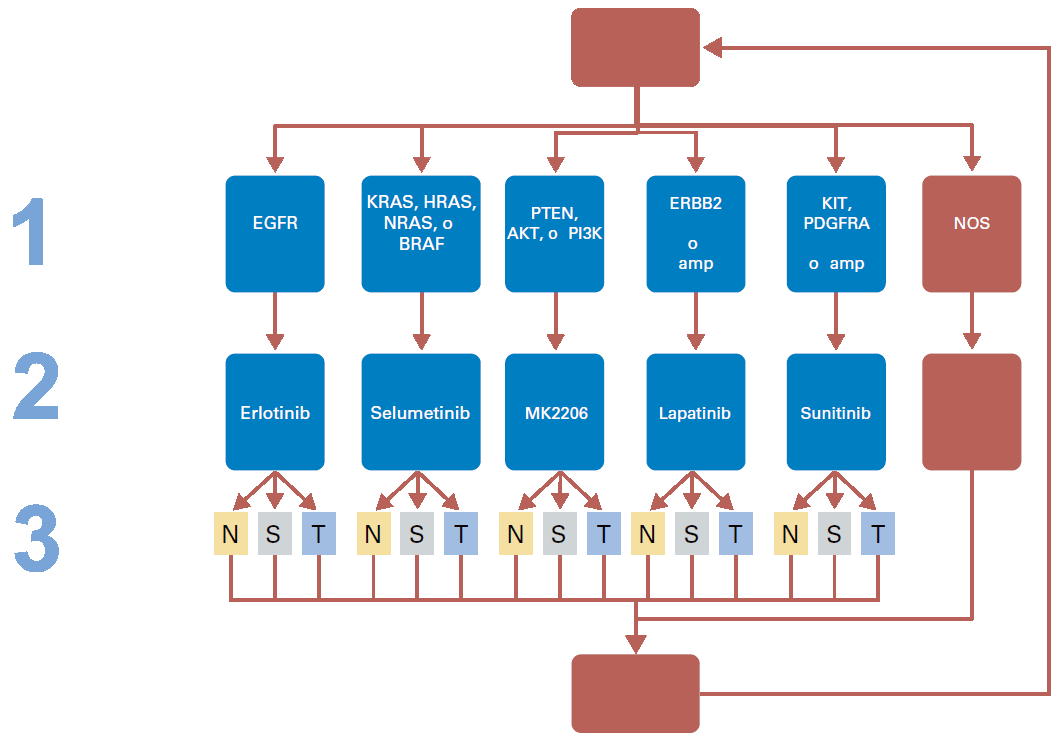 1
EGFR
KRAS, HRAS,
NRAS, o
BRAF
PTEN,
AKT, o PI3K
ERBB2
o
amp
KIT,
PDGFRA
o amp
NOS
2
Erlotinib
Selumetinib
MK2206
Lapatinib
Sunitinib
3
N S T N S T N S T N S T N S T